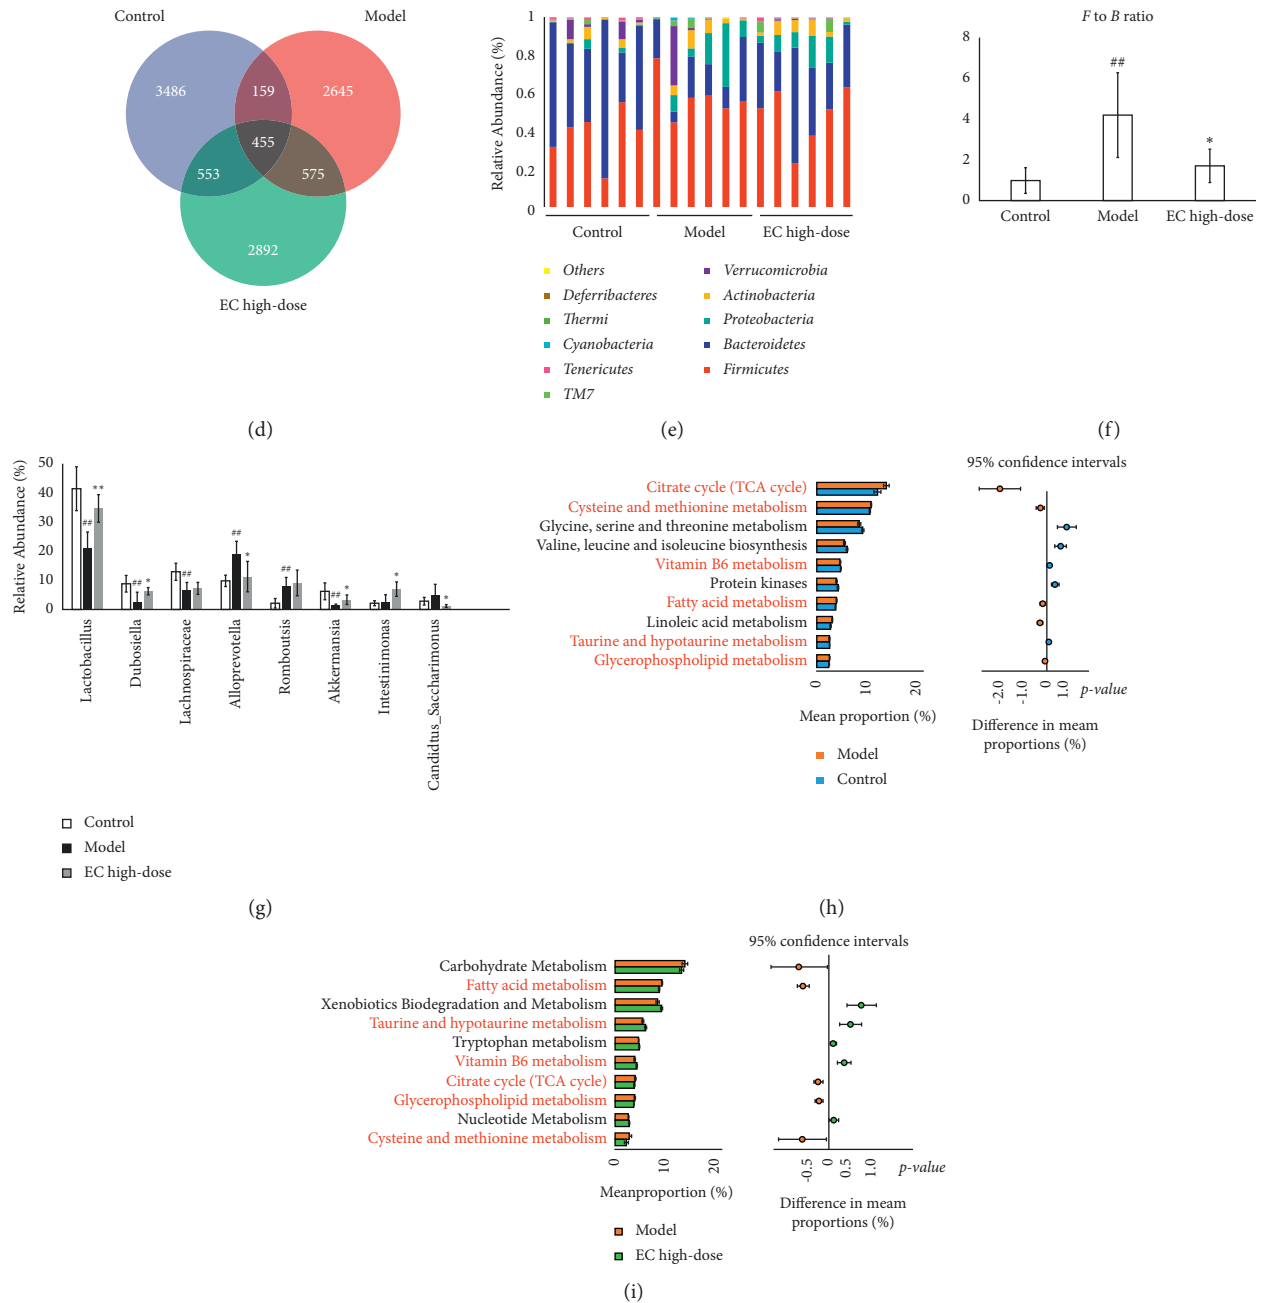 Control
Model
3486
159
2645
455
553
575
2892
EC high-dose
(d)
Relative Abundance (%)
1
0.8
0.6
0.4
0.2
0
Control
Model
EC high-dose
Others
Deferribacteres
Thermi
Cyanobacteria
Tenericutes
TM7
Verrucomicrobia
Actinobacteria
Proteobacteria
Bacteroidetes
Firmicutes
(e)
F to B ratio
8
6
4
2
0
##
*
Control
Model
EC high-dose
(f)
Relative Abundance (%)
50
40
30
20
10
0
##
**
##
*
##
##
*
##
##
*
*
*
Lactobacillus
Dubosiella
Lachnospiraceae
Alloprevotella
Romboutsis
Akkermansia
Intestinimonas
Candidtus_Saccharimonus
Control
Model
EC high-dose
(g)
95% confidence intervals
Citrate cycle (TCA cycle)
Cysteine and methionine metabolism
Glycine, serine and threonine metabolism
Valine, leucine and isoleucine biosynthesis
Vitamin B6 metabolism
Protein kinases
Fatty acid metabolism
Linoleic acid metabolism
Taurine and hypotaurine metabolism
Glycerophospholipid metabolism
0
10
20
Mean proportion (%)
Model
Control
-2.0
-1.0
0
1.0
p-value
Difference in meam
proportions (%)
(h)
95% confidence intervals
Carbohydrate Metabolism
Fatty acid metabolism
Xenobiotics Biodegradation and Metabolism
Taurine and hypotaurine metabolism
Tryptophan metabolism
Vitamin B6 metabolism
Citrate cycle (TCA cycle)
Glycerophospholipid metabolism
Nucleotide Metabolism
Cysteine and methionine metabolism
0
10
20
Meanproportion (%)
Model
EC high-dose
-0.5
0
0.5
1.0
p-value
Difference in meam
proportions (%)
(i)